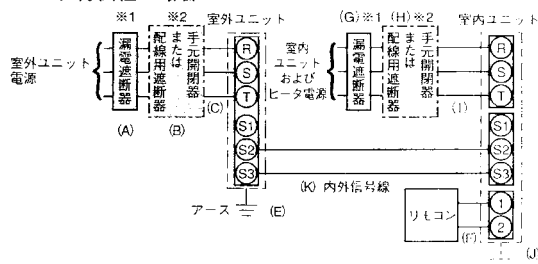 ※1
※2
室外ユニット
(G)※1
(H)※2
室内ユニット
室外ユニット
電源
漏電遮断器
手元開閉器
または
配線用遮断器
R
S
T
S1
S2
S3
(A)
(B)
(C)
室内
ユニット
および
ヒータ電源
漏電遮断器
手元開閉器
または
配線用遮断器
R
S
T
(I)
S1
S2
S3
(K) 内外信号線
アース
(E)
リモコン
(F)
1
2
(J)